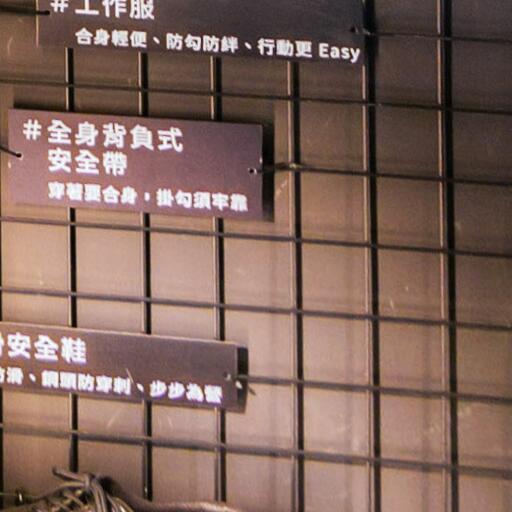 #工作服
合身輕便、防勾防絆、行動更 Easy
#全身背負式
安全帶
穿著要合身，掛勾須牢靠
安全鞋
防滑、鋼頭防穿刺、步步為營